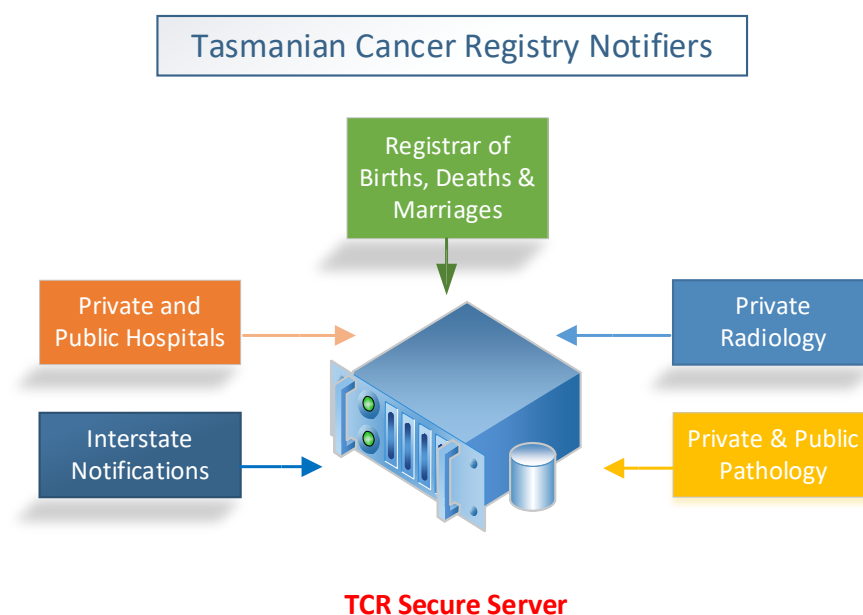 Tasmanian Cancer Registry Notifiers
Registrar of
Births, Deaths &
Marriages
Private and
Public Hospitals
Private
Radiology
Interstate
Notifications
Private & Public
Pathology
TCR Secure Server